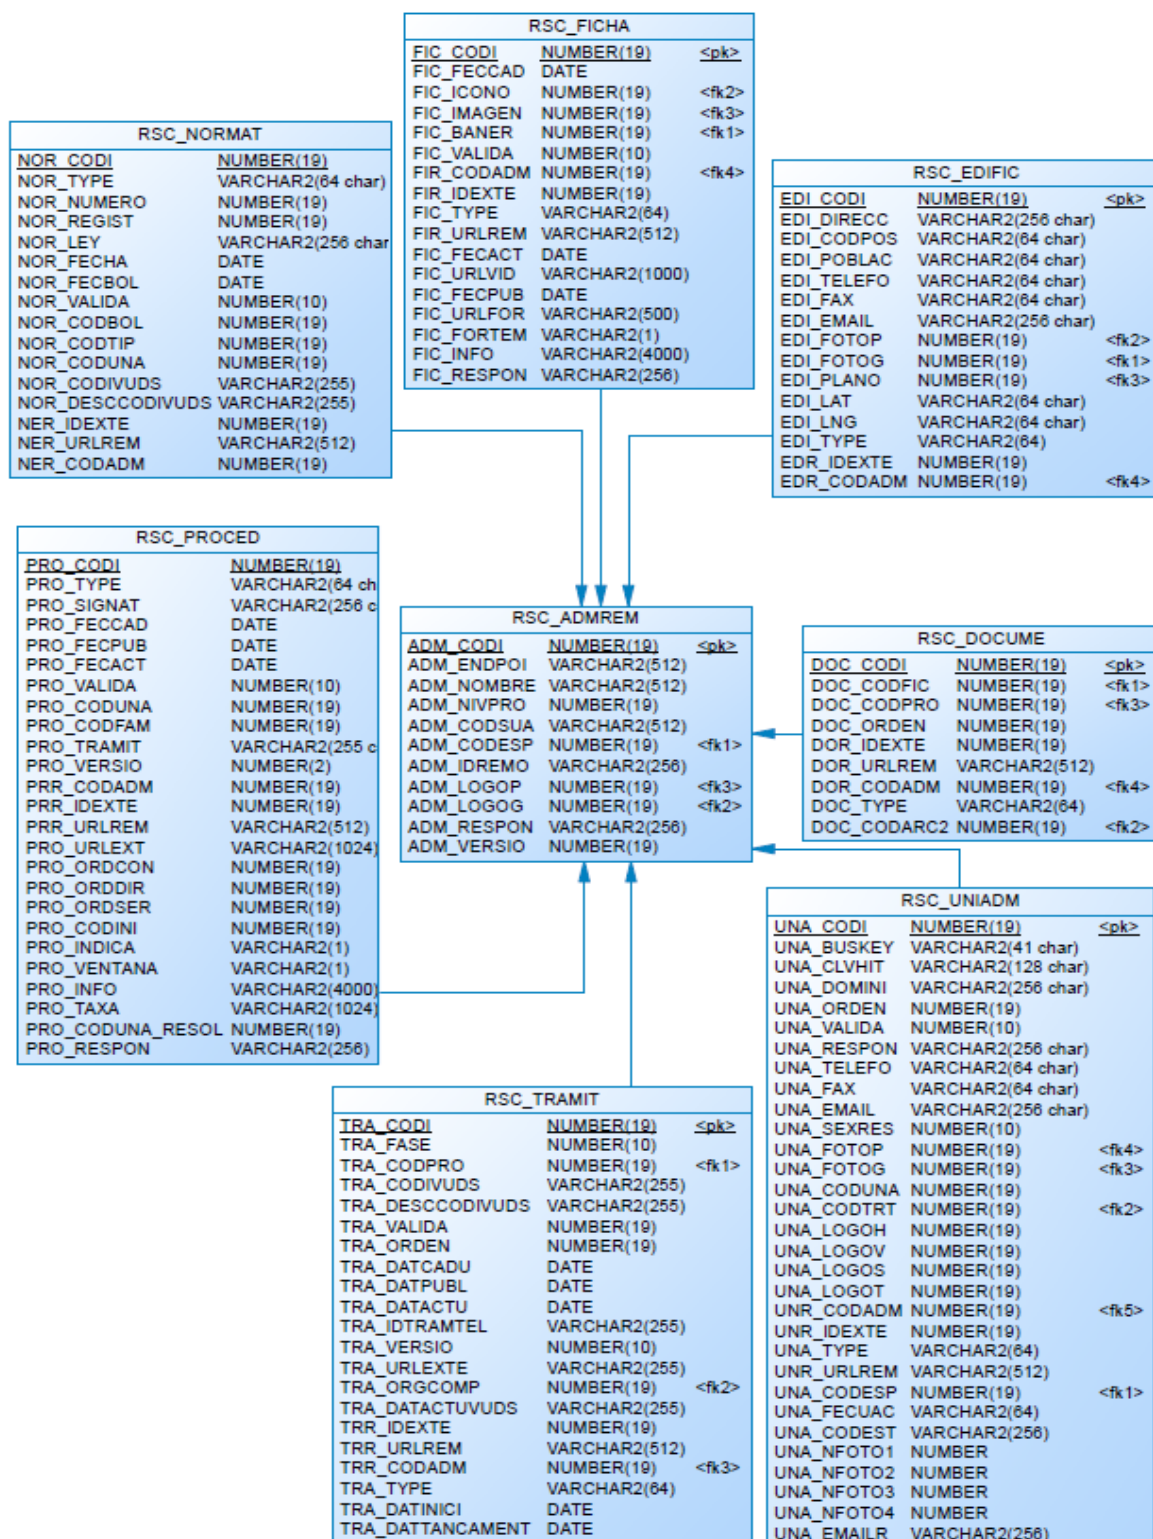 RSC_FICHA
FIC_CODI NUMBER(19) <pk>
FIC_FECCAD DATE
FIC_ICONO NUMBER(19) <fk2>
FIC_IMAGEN NUMBER(19) <fk3>
FIC_BANER NUMBER(19) <fk1>
FIC_VALIDA NUMBER(10)
FIR_CODADM NUMBER(19) <fk4>
FIR_IDEXTE NUMBER(19)
FIC_TYPE VARCHAR2(64)
FIR_URLREM VARCHAR2(512)
FIC_FECACT DATE
FIC_URLVID VARCHAR2(1000)
FIC_FECPUB DATE
FIC_URLFOR VARCHAR2(500)
FIC_FORTEM VARCHAR2(1)
FIC_INFO VARCHAR2(4000)
FIC_RESPON VARCHAR2(256)
RSC_NORMAT
NOR_CODI NUMBER(19)
NOR_TYPE VARCHAR2(64 char)
NOR_NUMERO NUMBER(19)
NOR_REGIST NUMBER(19)
NOR_LEY VARCHAR2(256 char
NOR_FECHA DATE
NOR_FECBOL DATE
NOR_VALIDA NUMBER(10)
NOR_CODBOL NUMBER(19)
NOR_CODTIP NUMBER(19)
NOR_CODUNA NUMBER(19)
NOR_CODIVUDS VARCHAR2(255)
NOR_DESCCODIVUDS VARCHAR2(255)
NER_IDEXTE NUMBER(19)
NER_URLREM VARCHAR2(512)
NER_CODADM NUMBER(19)
RSC_EDIFIC
EDI_CODI NUMBER(19) <pk>
EDI_DIRECC VARCHAR2(256 char)
EDI_CODPOS VARCHAR2(64 char)
EDI_POBLAC VARCHAR2(64 char)
EDI_TELEFO VARCHAR2(64 char)
EDI_FAX VARCHAR2(64 char)
EDI_EMAIL VARCHAR2(256 char)
EDI_FOTOP NUMBER(19) <fk2>
EDI_FOTOG NUMBER(19) <fk1>
EDI_PLANO NUMBER(19) <fk3>
EDI_LAT VARCHAR2(64 char)
EDI_LNG VARCHAR2(64 char)
EDI_TYPE VARCHAR2(64)
EDR_IDEXTE NUMBER(19)
EDR_CODADM NUMBER(19) <fk4>
RSC_PROCED
PRO_CODI NUMBER(19)
PRO_TYPE VARCHAR2(64 ch
PRO_SIGNAT VARCHAR2(256 c
PRO_FECCAD DATE
PRO_FECPUB DATE
PRO_FECACT DATE
PRO_VALIDA NUMBER(10)
PRO_CODUNA NUMBER(19)
PRO_CODFAM NUMBER(19)
PRO_TRAMIT VARCHAR2(255 c
PRO_VERSIO NUMBER(2)
PRR_CODADM NUMBER(19)
PRR_IDEXTE NUMBER(19)
PRR_URLREM VARCHAR2(512)
PRO_URLEXT VARCHAR2(1024)
PRO_ORDCON NUMBER(19)
PRO_ORDDIR NUMBER(19)
PRO_ORDSER NUMBER(19)
PRO_CODINI NUMBER(19)
PRO_INDICA VARCHAR2(1)
PRO_VENTANA VARCHAR2(1)
PRO_INFO VARCHAR2(4000)
PRO_TAXA VARCHAR2(1024)
PRO_CODUNA_RESOL NUMBER(19)
PRO_RESPON VARCHAR2(256)
RSC_ADMREM
ADM_CODI NUMBER(19) <pk>
ADM_ENDPOI VARCHAR2(512)
ADM_NOMBRE VARCHAR2(512)
ADM_NIVPRO NUMBER(19)
ADM_CODSUA VARCHAR2(512)
ADM_CODESP NUMBER(19) <fk1>
ADM_IDREMO VARCHAR2(256)
ADM_LOGOP NUMBER(19) <fk3>
ADM_LOGOG NUMBER(19) <fk2>
ADM_RESPON VARCHAR2(256)
ADM_VERSIO NUMBER(19)
RSC_DOCUME
DOC_CODI NUMBER(19) <pk>
DOC_CODFIC NUMBER(19) <fk1>
DOC_CODPRO NUMBER(19) <fk3>
DOC_ORDEN NUMBER(19)
DOR_IDEXTE NUMBER(19)
DOR_URLREM VARCHAR2(512)
DOR_CODADM NUMBER(19) <fk4>
DOC_TYPE VARCHAR2(64)
DOC_CODARC2 NUMBER(19) <fk2>
RSC_UNIADM
UNA_CODI NUMBER(19) <pk>
UNA_BUSKEY VARCHAR2(41 char)
UNA_CLVHIT VARCHAR2(128 char)
UNA_DOMINI VARCHAR2(256 char)
UNA_ORDEN NUMBER(19)
UNA_VALIDA NUMBER(10)
UNA_RESPON VARCHAR2(256 char)
UNA_TELEFO VARCHAR2(64 char)
UNA_FAX VARCHAR2(64 char)
UNA_EMAIL VARCHAR2(256 char)
UNA_SEXRES NUMBER(10)
UNA_FOTOP NUMBER(19) <fk4>
UNA_FOTOG NUMBER(19) <fk3>
UNA_CODUNA NUMBER(19)
UNA_CODTRT NUMBER(19) <fk2>
UNA_LOGOH NUMBER(19)
UNA_LOGOV NUMBER(19)
UNA_LOGOS NUMBER(19)
UNA_LOGOT NUMBER(19)
UNR_CODADM NUMBER(19) <fk5>
UNR_IDEXTE NUMBER(19)
UNA_TYPE VARCHAR2(64)
UNR_URLREM VARCHAR2(512)
UNA_CODESP NUMBER(19) <fk1>
UNA_FECUAC VARCHAR2(64)
UNA_CODEST VARCHAR2(256)
UNA_NFOTO1 NUMBER
UNA_NFOTO2 NUMBER
UNA_NFOTO3 NUMBER
UNA_NFOTO4 NUMBER
UNA_EMAILR VARCHAR2(256)
RSC_TRAMIT
TRA_CODI NUMBER(19) <pk>
TRA_FASE NUMBER(10)
TRA_CODPRO NUMBER(19) <fk1>
TRA_CODIVUDS VARCHAR2(255)
TRA_DESCCODIVUDS VARCHAR2(255)
TRA_VALIDA NUMBER(19)
TRA_ORDEN NUMBER(19)
TRA_DATCADU DATE
TRA_DATPUBL DATE
TRA_DATACTU DATE
TRA_IDTRAMTEL VARCHAR2(255)
TRA_VERSIO NUMBER(10)
TRA_URLEXTE VARCHAR2(255)
TRA_ORGCOMP NUMBER(19) <fk2>
TRA_DATACTUVUDS VARCHAR2(255)
TRR_IDEXTE NUMBER(19)
TRR_URLREM VARCHAR2(512)
TRR_CODADM NUMBER(19) <fk3>
TRA_TYPE VARCHAR2(64)
TRA_DATINICI DATE
TRA_DATTANCAMENT DATE